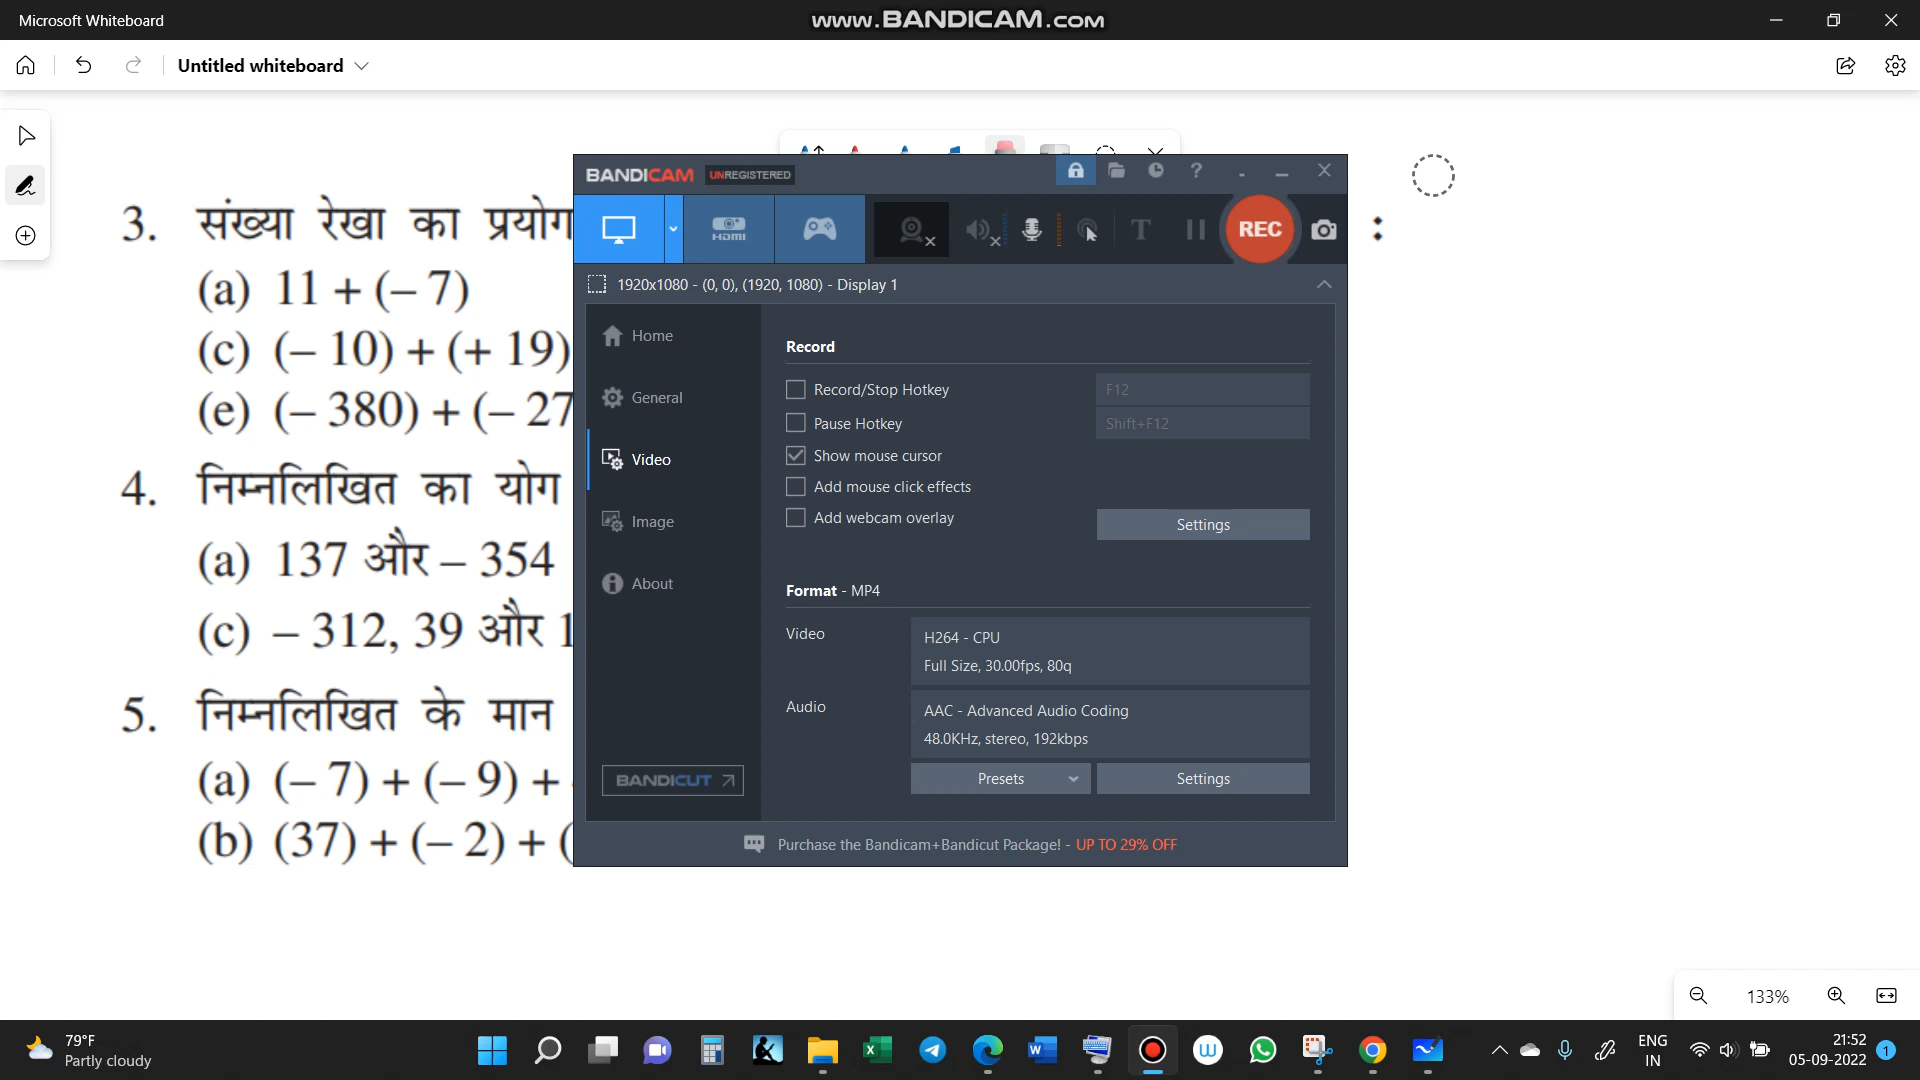 Microsoft Whiteboard
www.BANDICAM.com
Untitled whiteboard
3. संख्या रेखा का प्रयोग
:
(a) 11 + (– 7)
(c) (– 10) + (+ 19)
(e) (– 380) + (– 27
4. निम्नलिखित का योग
(a) 137 और – 354
(c) – 312, 39 और 1
5. निम्नलिखित के मान
(a) (– 7) + (– 9) +
(b) (37) + (– 2) + (
BANDICAM UNREGISTERED
HDMI
T
REC
1920x1080 - (0, 0), (1920, 1080) - Display 1
Home
General
Video
Image
About
BANDICUT
Record
Record/Stop Hotkey F12
Pause Hotkey Shift+F12
Show mouse cursor
Add mouse click effects
Add webcam overlay
Settings
Format - MP4
Video
H264 - CPU
Full Size, 30.00fps, 80q
Audio
AAC - Advanced Audio Coding
48.0KHz, stereo, 192kbps
Presets Settings
Purchase the Bandicam+Bandicut Package! - UP TO 29% OFF
133%
79°F
Partly cloudy
ENG
IN
21:52
05-09-2022
1